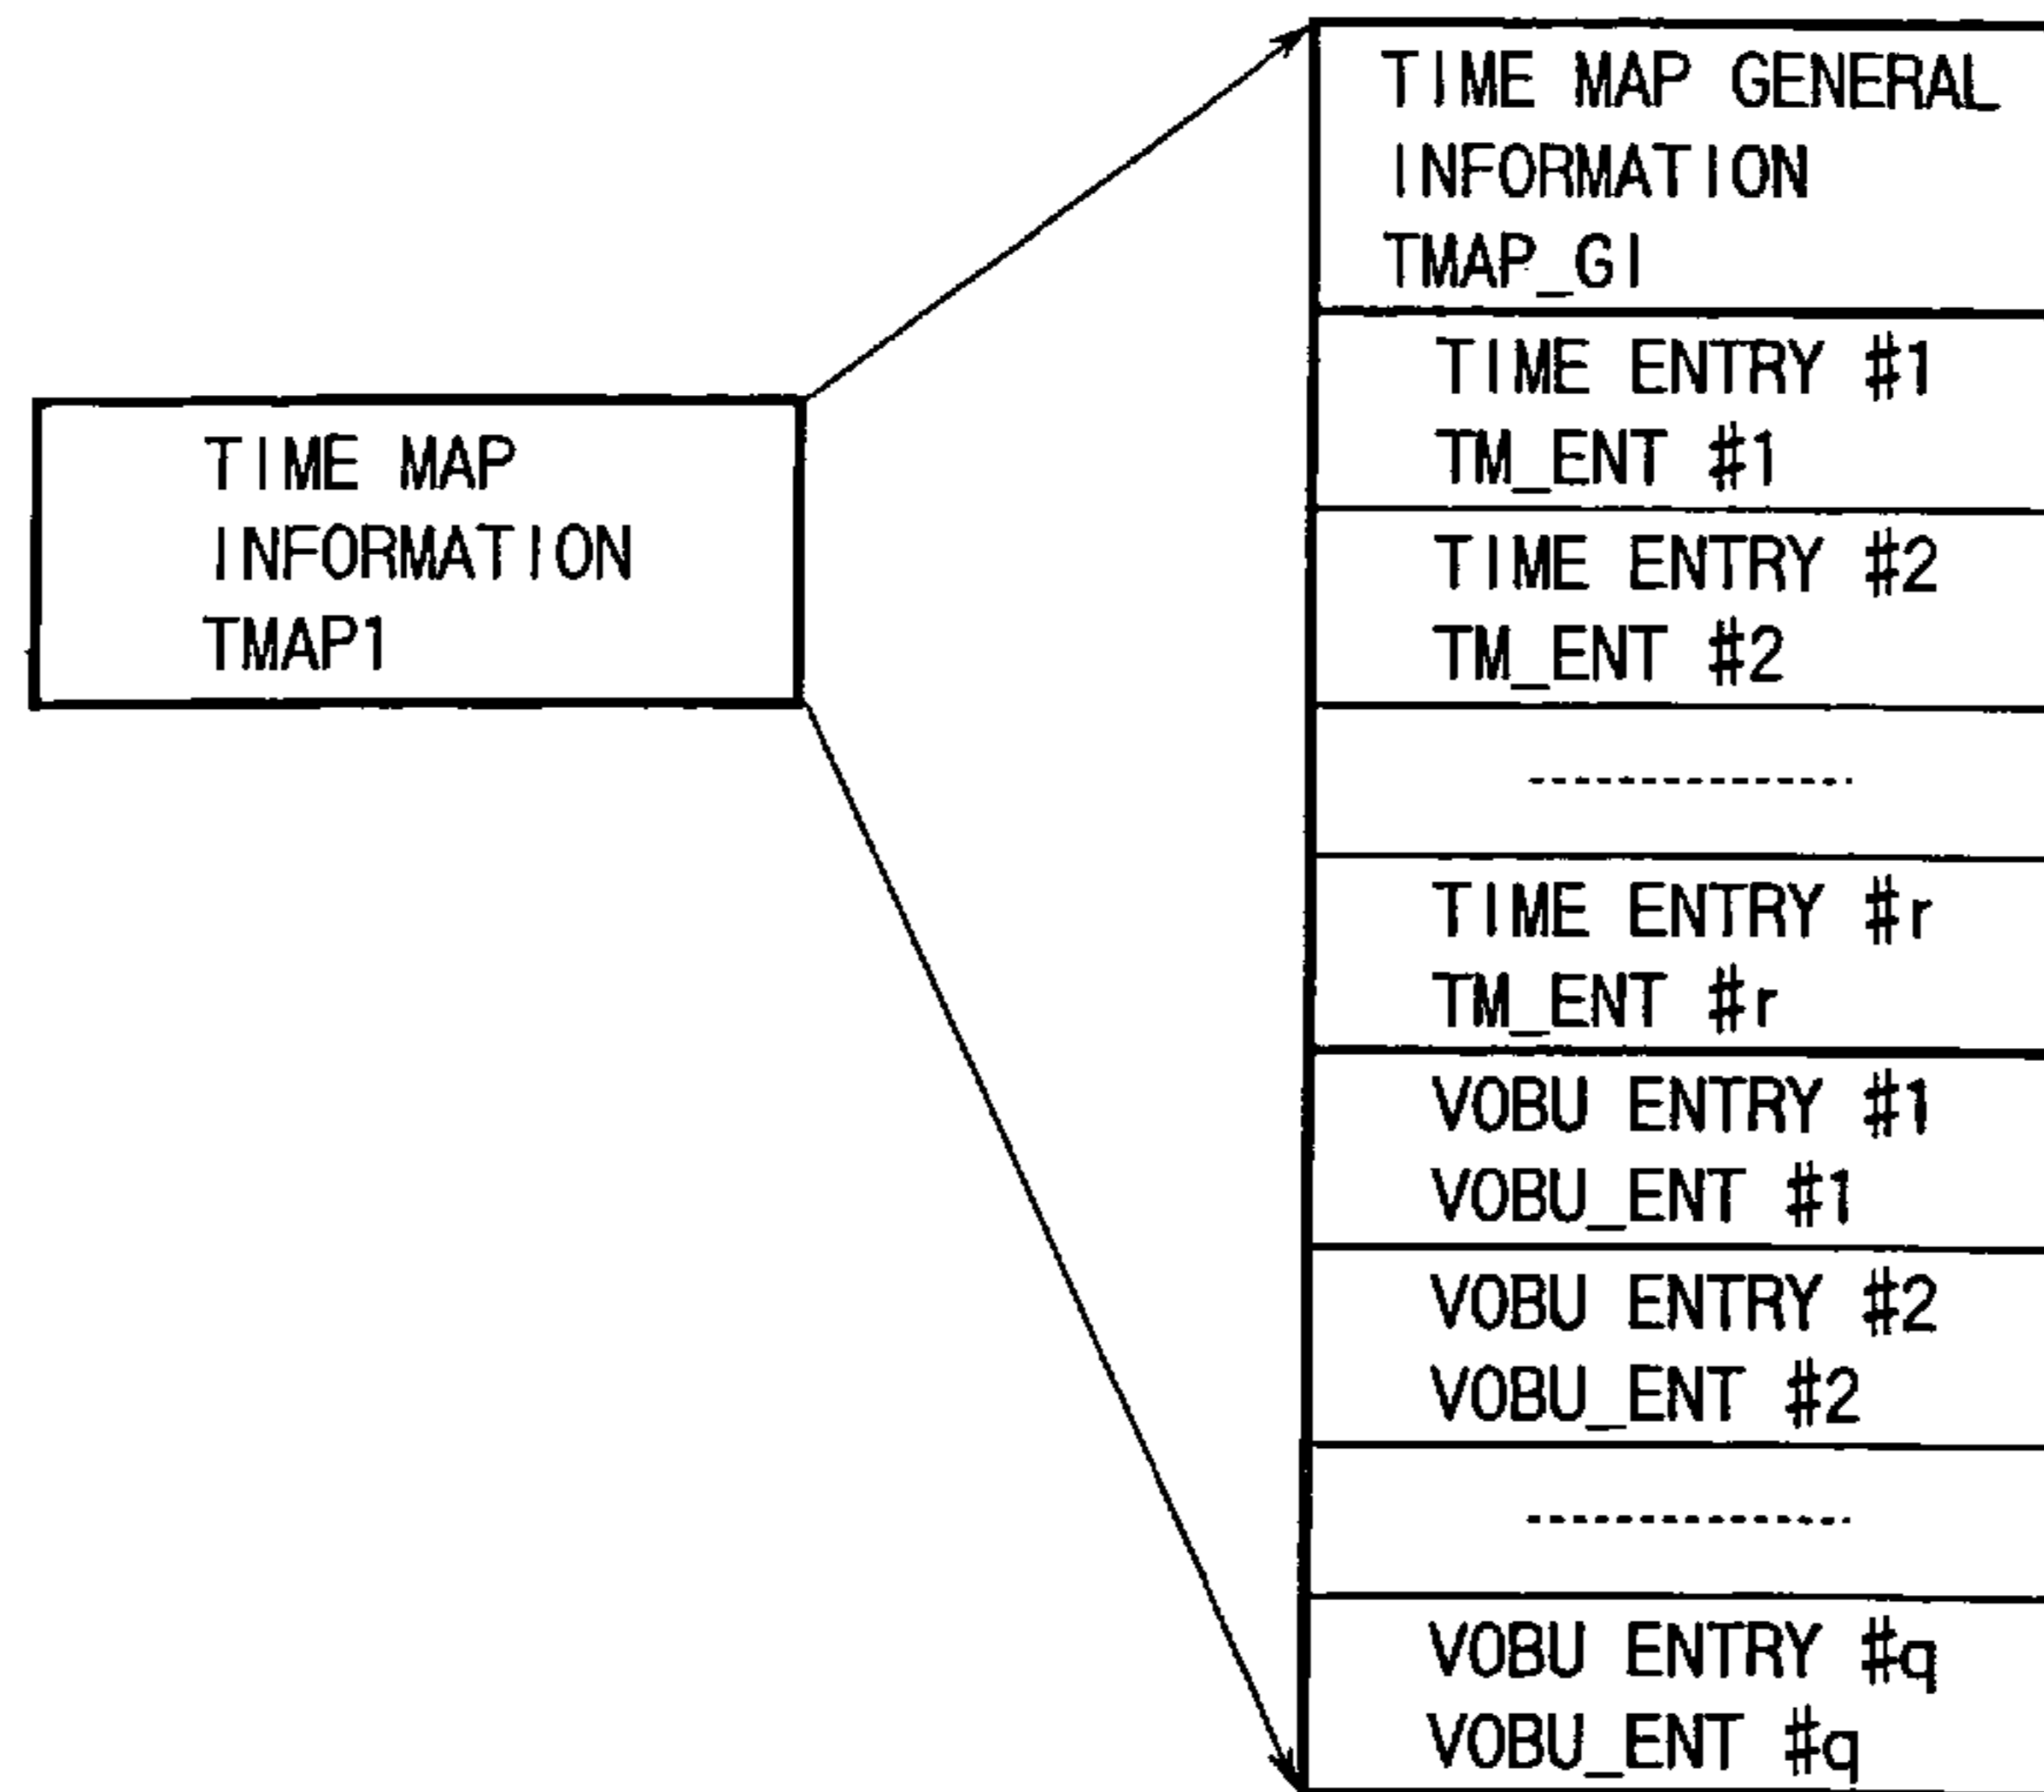 TIME MAP
INFORMATION
TMAP1
TIME MAP GENERAL
INFORMATION
TMAP_GI
TIME ENTRY #1
TM_ENT #1
TIME ENTRY #2
TM_ENT #2
TIME ENTRY #r
TM_ENT #r
VOBU ENTRY #1
VOBU_ENT #1
VOBU ENTRY #2
VOBU_ENT #2
VOBU ENTRY #q
VOBU_ENT #q